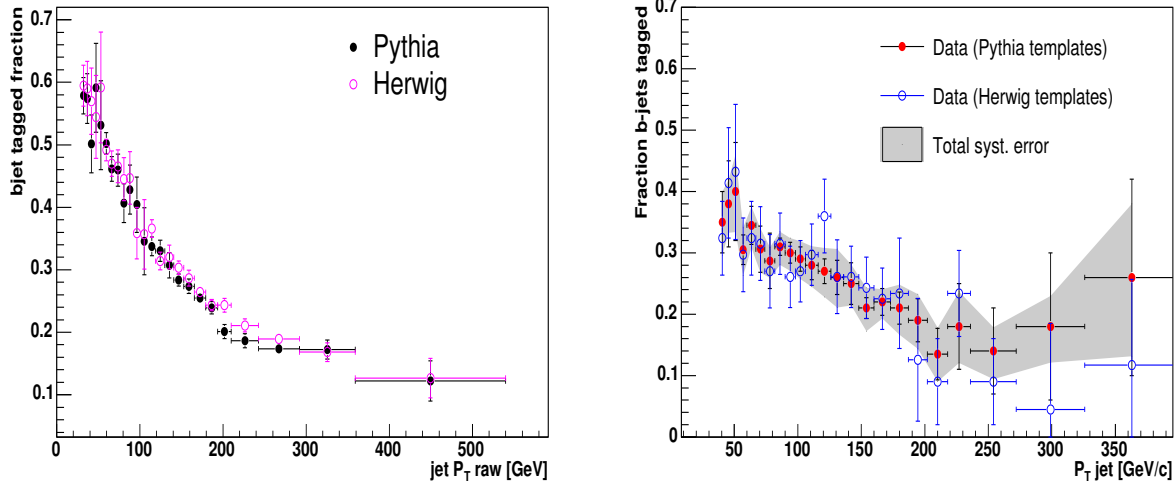 0.7
0.6
0.5
0.4
0.3
0.2
0.1
bjet tagged fraction
Pythia
Herwig
0 100 200 300 400 500
jet P_T raw [GeV]
0.7
0.6
0.5
0.4
0.3
0.2
0.1
0
Fraction b-jets tagged
Data (Pythia templates)
Data (Herwig templates)
Total syst. error
50 100 150 200 250 300 350
P_T jet [GeV/c]